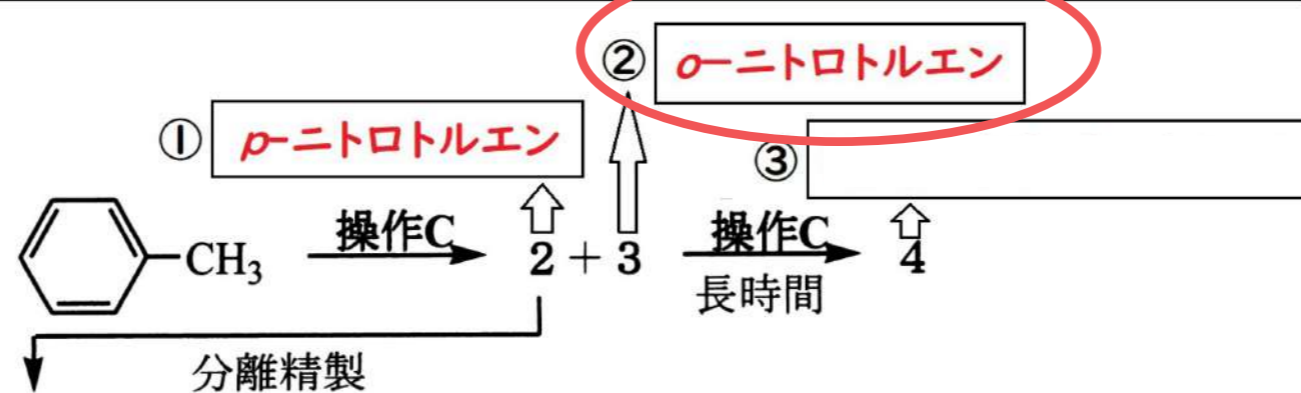 ② o-ニトロトルエン
① p-ニトロトルエン
③
CH₃ 操作C 2 + 3 操作C 4
長時間
分離精製